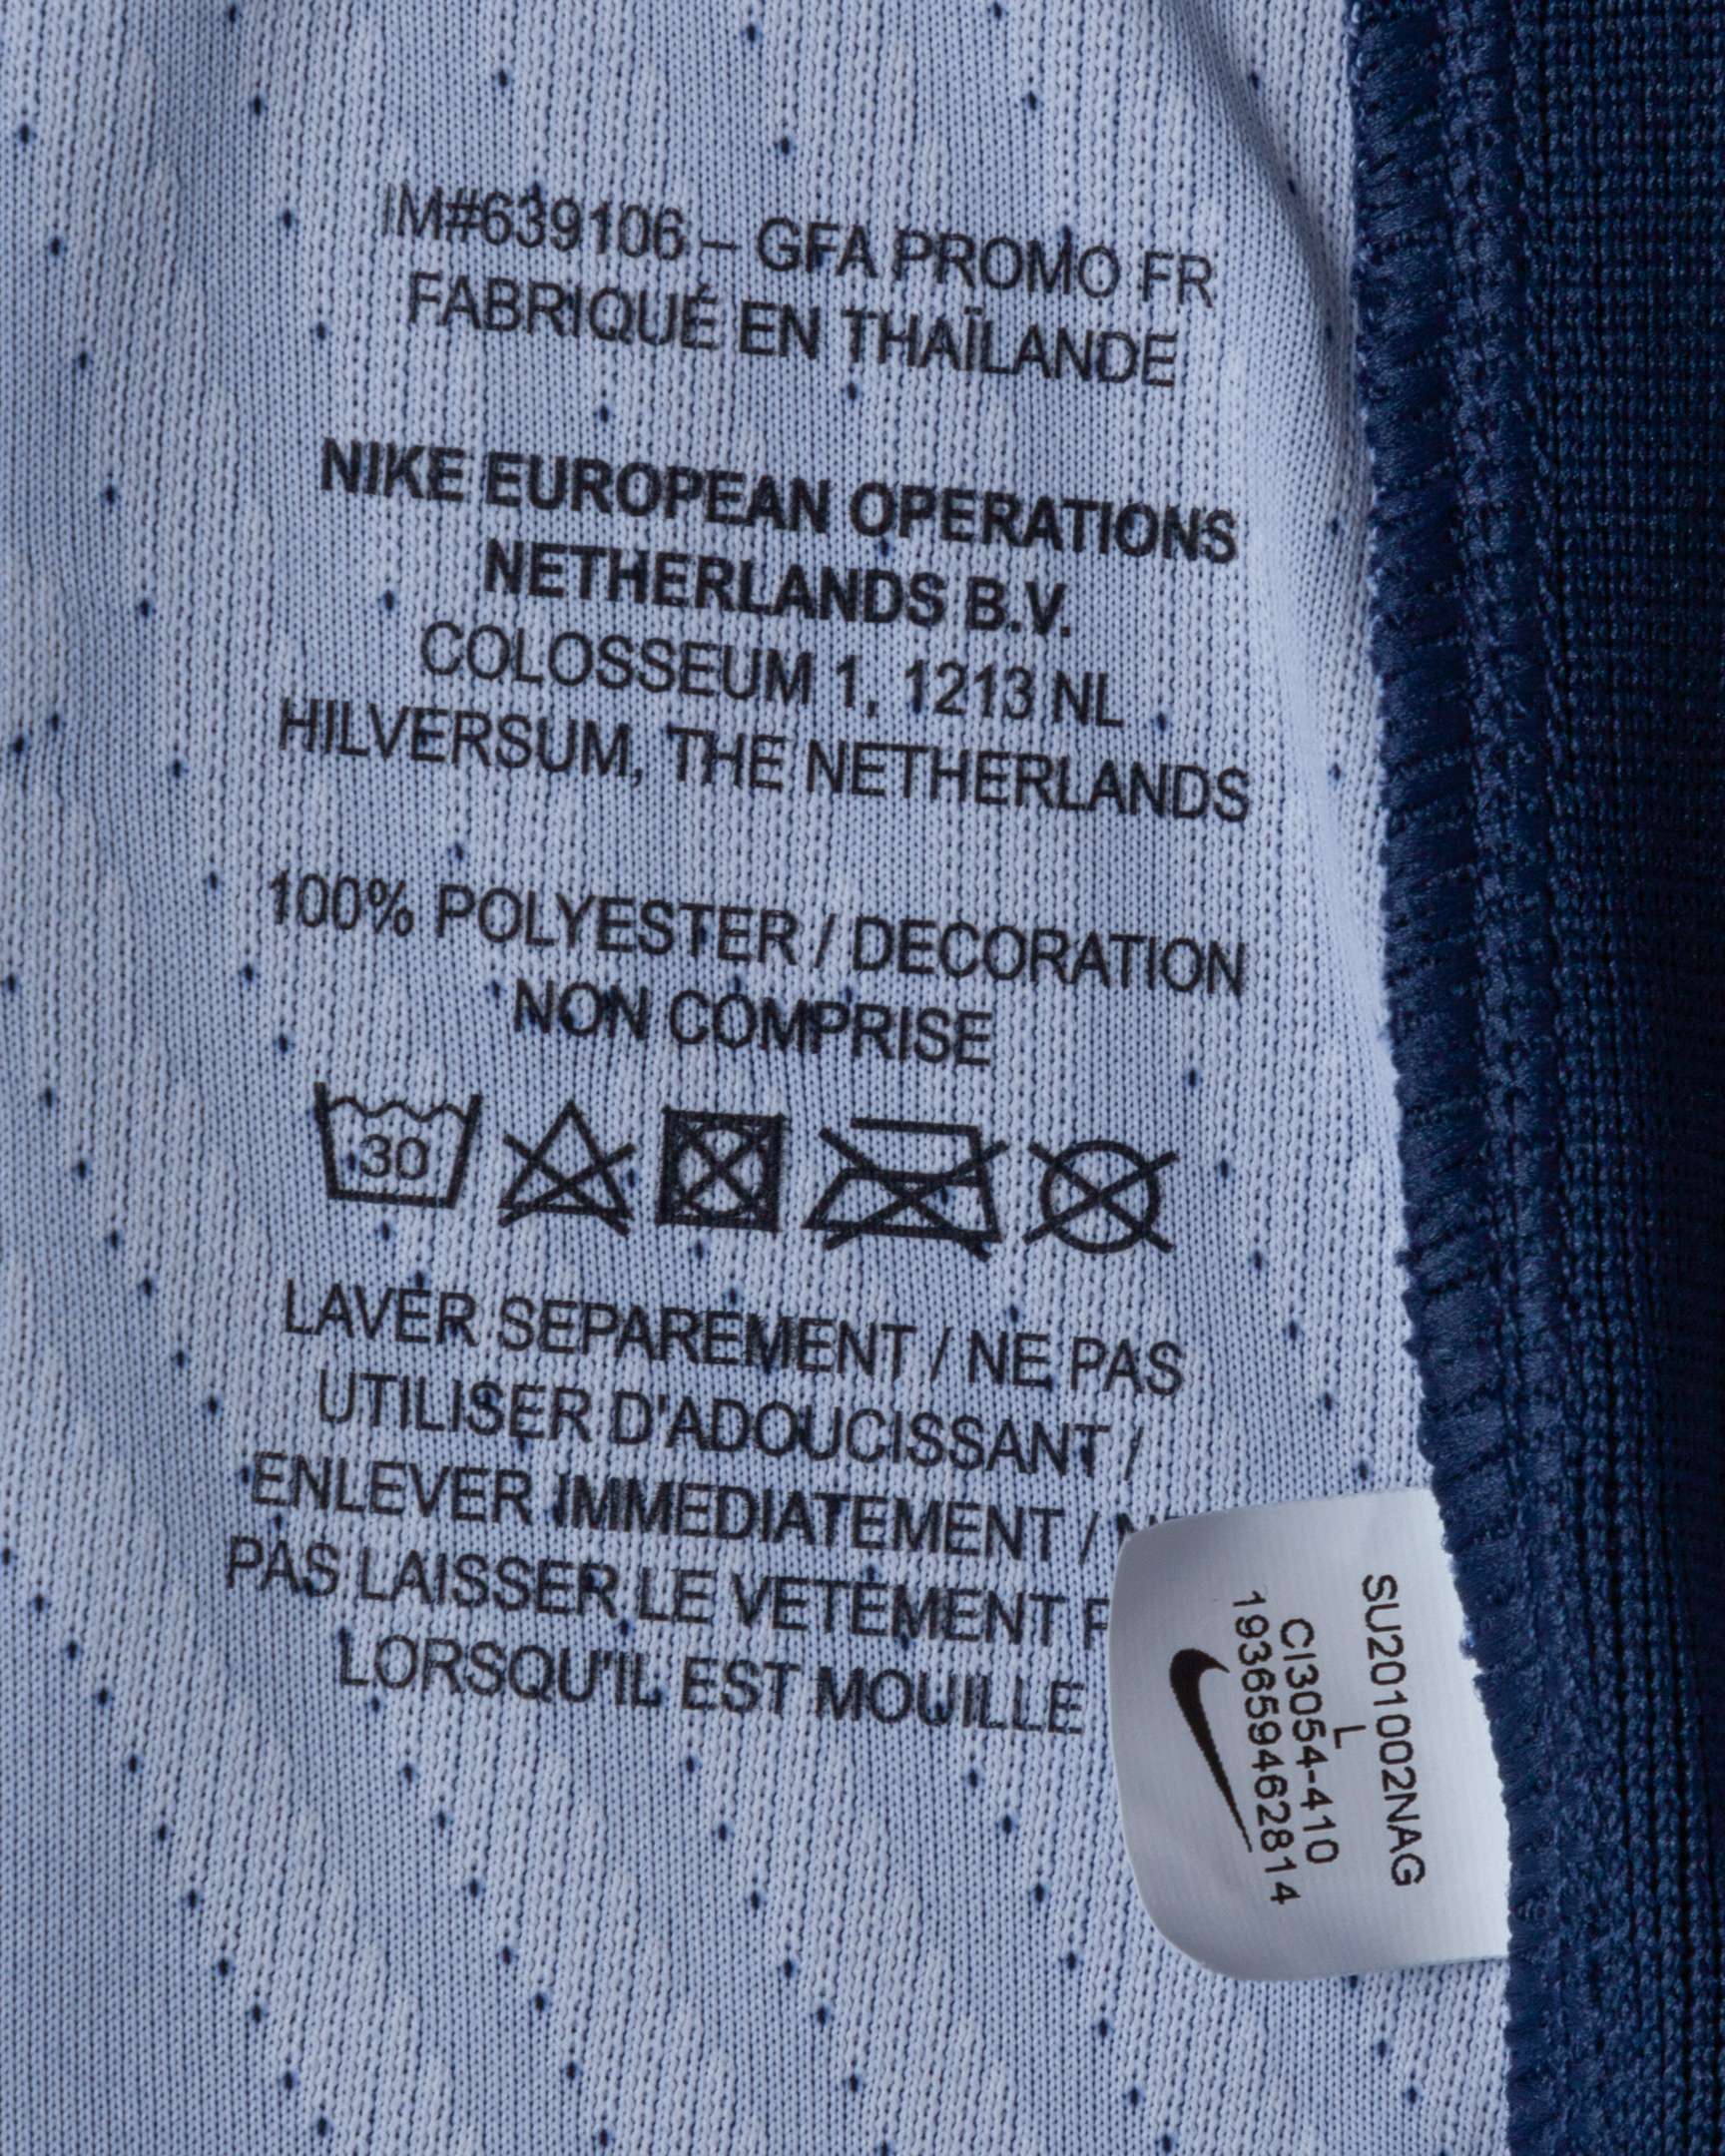 IM#639106 – GFA PROMO FR
FABRIQUÉ EN THAÏLANDE
NIKE EUROPEAN OPERATIONS
NETHERLANDS B.V.
COLOSSEUM 1, 1213 NL
HILVERSUM, THE NETHERLANDS
100% POLYESTER / DECORATION
NON COMPRISE
30
LAVER SEPAREMENT / NE PAS
UTILISER D'ADOUCISSANT /
ENLEVER IMMEDIATEMENT /
PAS LAISSER LE VETEMENT
LORSQU'IL EST MOUILLE
SU201002NAG
L
CI3054-410
193659462814